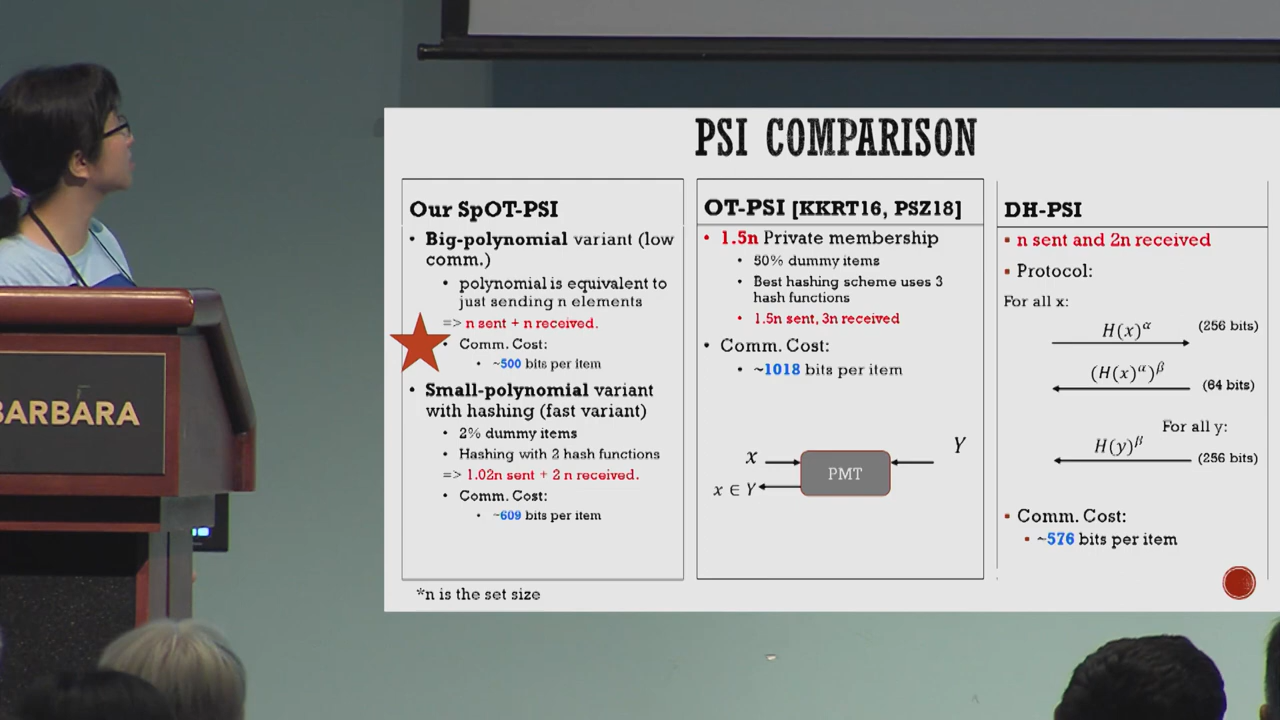 PSI COMPARISON
Our SpOT-PSI
• Big-polynomial variant (low
comm.)
• polynomial is equivalent to
just sending n elements
=> n sent + n received.
• Comm. Cost:
• ~500 bits per item
• Small-polynomial variant
with hashing (fast variant)
• 2% dummy items
• Hashing with 2 hash functions
=> 1.02n sent + 2 n received.
• Comm. Cost:
• ~609 bits per item
*n is the set size
OT-PSI [KKRT16, PSZ18]
• 1.5n Private membership
• 50% dummy items
• Best hashing scheme uses 3
hash functions
• 1.5n sent, 3n received
• Comm. Cost:
• ~1018 bits per item
x
Y
PMT
x ∈ Y
DH-PSI
▪ n sent and 2n received
▪ Protocol:
For all x:
H(x)^α (256 bits)
(H(x)^α)^β (64 bits)
For all y:
H(y)^β (256 bits)
▪ Comm. Cost:
▪ ~576 bits per item
BARBARA